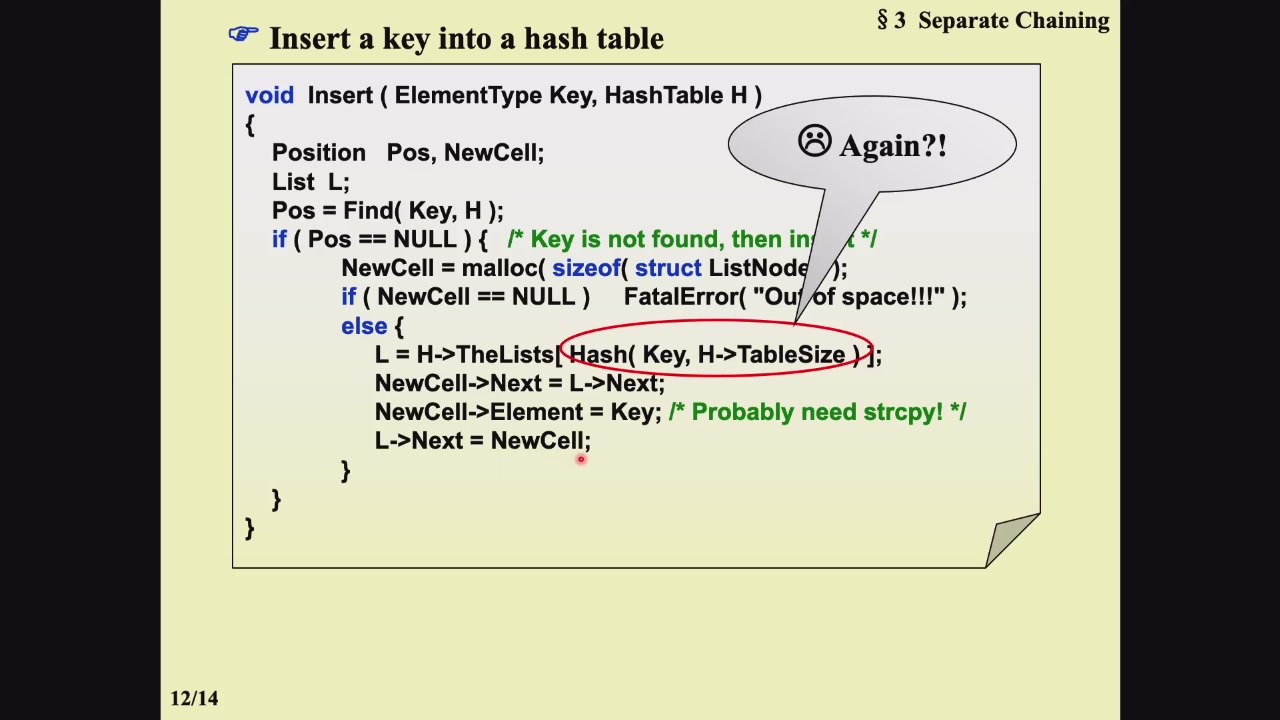 § 3 Separate Chaining
Insert a key into a hash table
void Insert ( ElementType Key, HashTable H )
{
Position Pos, NewCell;
List L;
Pos = Find( Key, H );
if ( Pos == NULL ) { /* Key is not found, then */
NewCell = malloc( sizeof( struct ListNode );
if ( NewCell == NULL ) FatalError( "Out of space!!!" );
else {
L = H->TheLists[ Hash( Key, H->TableSize ) ];
NewCell->Next = L->Next;
NewCell->Element = Key; /* Probably need strcpy! */
L->Next = NewCell;
}
}
}
☹ Again?!
12/14